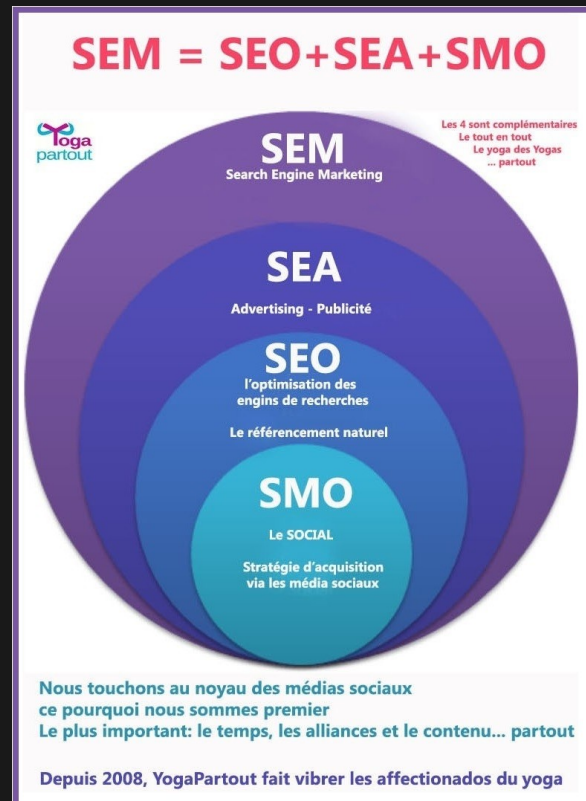 SEM = SEO+SEA+SMO
Yoga
partout
Les 4 sont complémentaires
Le tout en tout
Le yoga des Yogas
... partout
SEM
Search Engine Marketing
SEA
Advertising - Publicité
SEO
l'optimisation des
engins de recherches
Le référencement naturel
SMO
Le SOCIAL
Stratégie d'acquisition
via les média sociaux
Nous touchons au noyau des médias sociaux
ce pourquoi nous sommes premier
Le plus important: le temps, les alliances et le contenu... partout
Depuis 2008, YogaPartout fait vibrer les affectionados du yoga